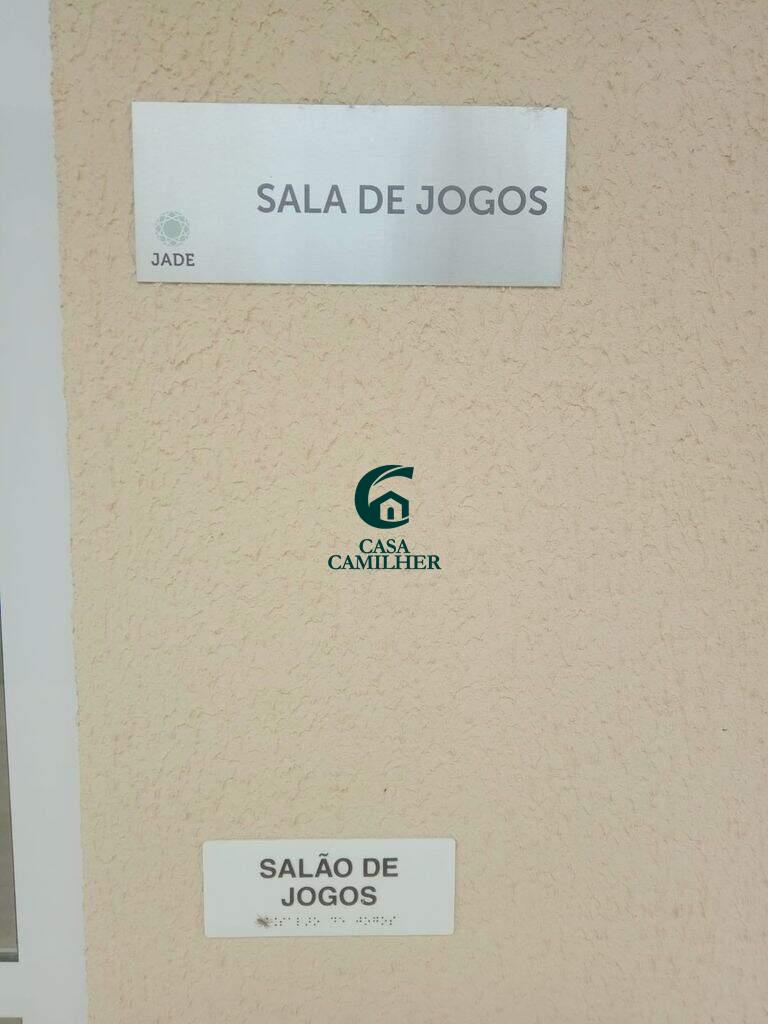 SALA DE JOGOS
JADE
CASA
CAMILHER
SALÃO DE
JOGOS